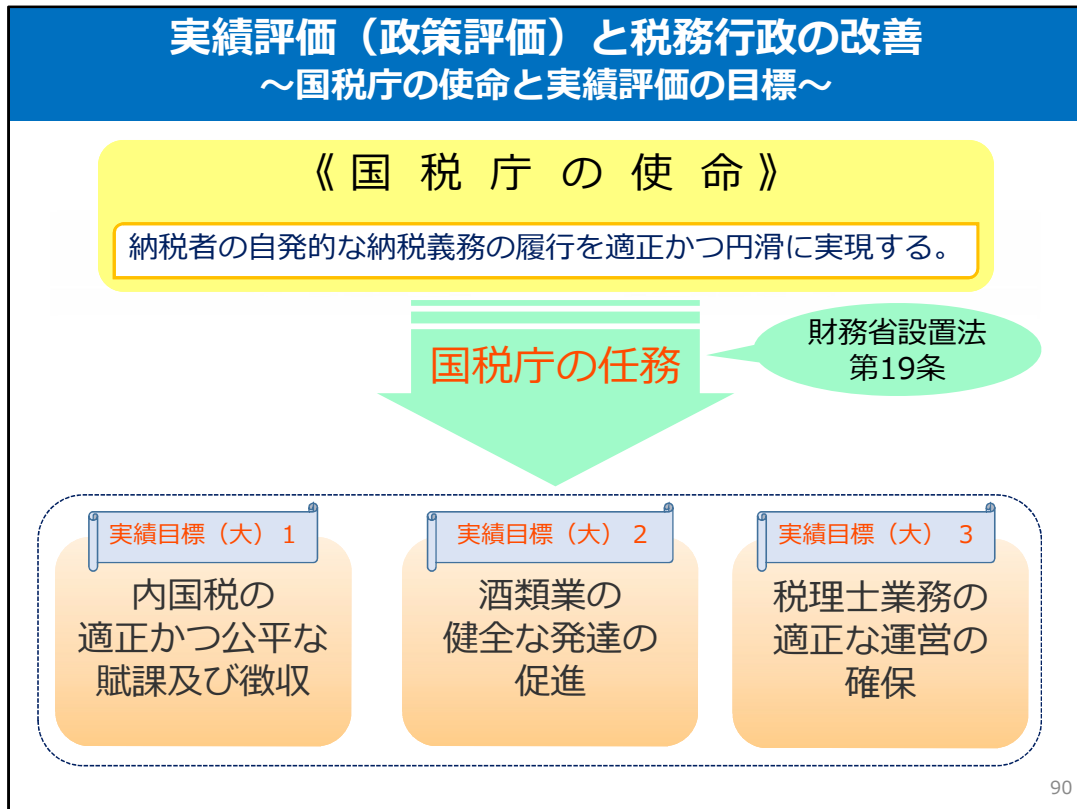 実績評価（政策評価）と税務行政の改善
～国税庁の使命と実績評価の目標～
《国税庁の使命》
納税者の自発的な納税義務の履行を適正かつ円滑に実現する。
国税庁の任務
財務省設置法
第19条
実績目標（大）1
内国税の
適正かつ公平な
賦課及び徴収
実績目標（大）2
酒類業の
健全な発達の
促進
実績目標（大）3
税理士業務の
適正な運営の
確保
90